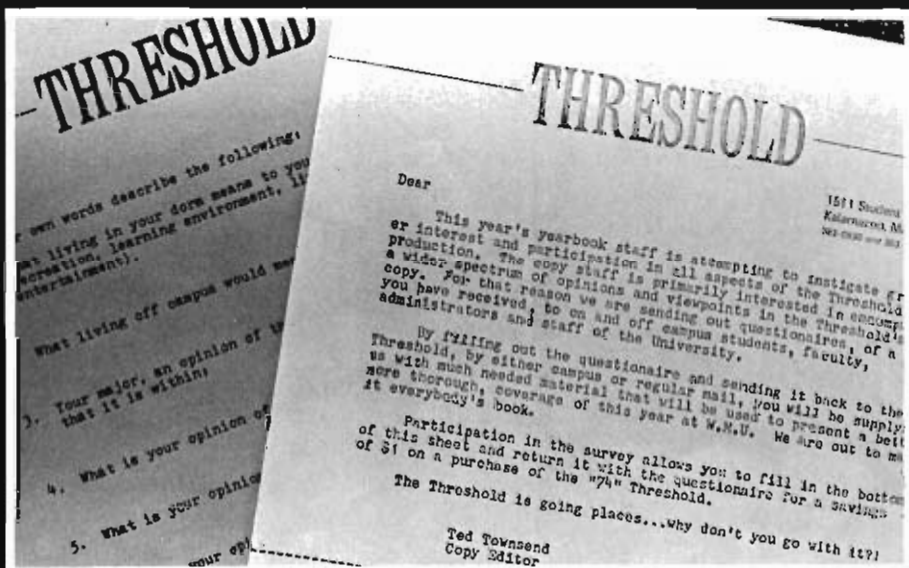 THRESHOLD
own words describe the following:
living in your dorm means to you
recreation, learning environment,
entertainment).
What living off campus would
3. Your major, an opinion of
that it is within;
4. What is your opinion of
5. What is your opinion
your
THRESHOLD
1511 Student
Kalamazoo, M
Dear
This year's yearbook staff is attempting to instigate gr
er interest and participation in all aspects of the Threshold
production. The copy staff is primarily interested in encomp
a wider spectrum of opinions and viewpoints in the Threshold's
copy. For that reason we are sending out questionaires, of a
you have received, to on and off campus students, faculty,
administrators and staff of the University.
By filling out the questionaire and sending it back to the
Threshold, by either campus or regular mail, you will be supply
us with much needed material that will be used to present a bett
more thorough, coverage of this year at W.M.U. We are out to ma
it everybody's book.
Participation in the survey allows you to fill in the bottom
of this sheet and return it with the questionaire for a savings
of $1 on a purchase of the "74" Threshold.
The Threshold is going places...why don't you go with it?!
Ted Townsend
Copy Editor